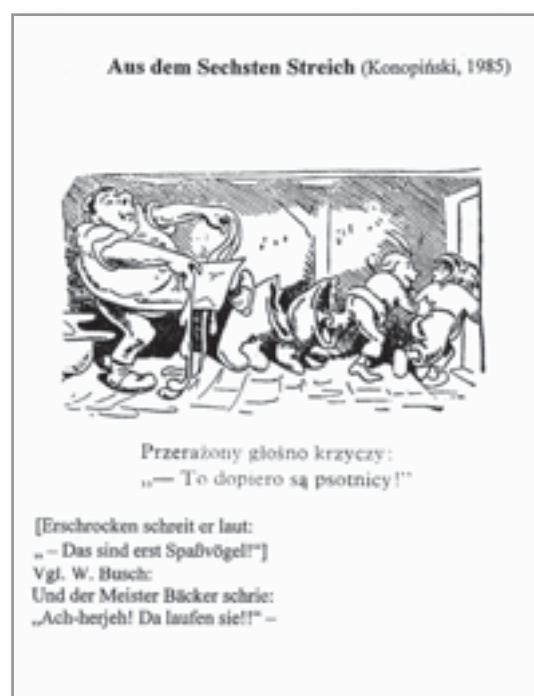 Aus dem Sechsten Streich (Konopiński, 1985)
Przerażony głośno krzyczy:
„— To dopiero są psotnicy!”
[Erschrocken schreit er laut:
„ – Das sind erst Spaßvögel!“]
Vgl. W. Busch:
Und der Meister Bäcker schrie:
„Ach-herjeh! Da laufen sie!!“ –